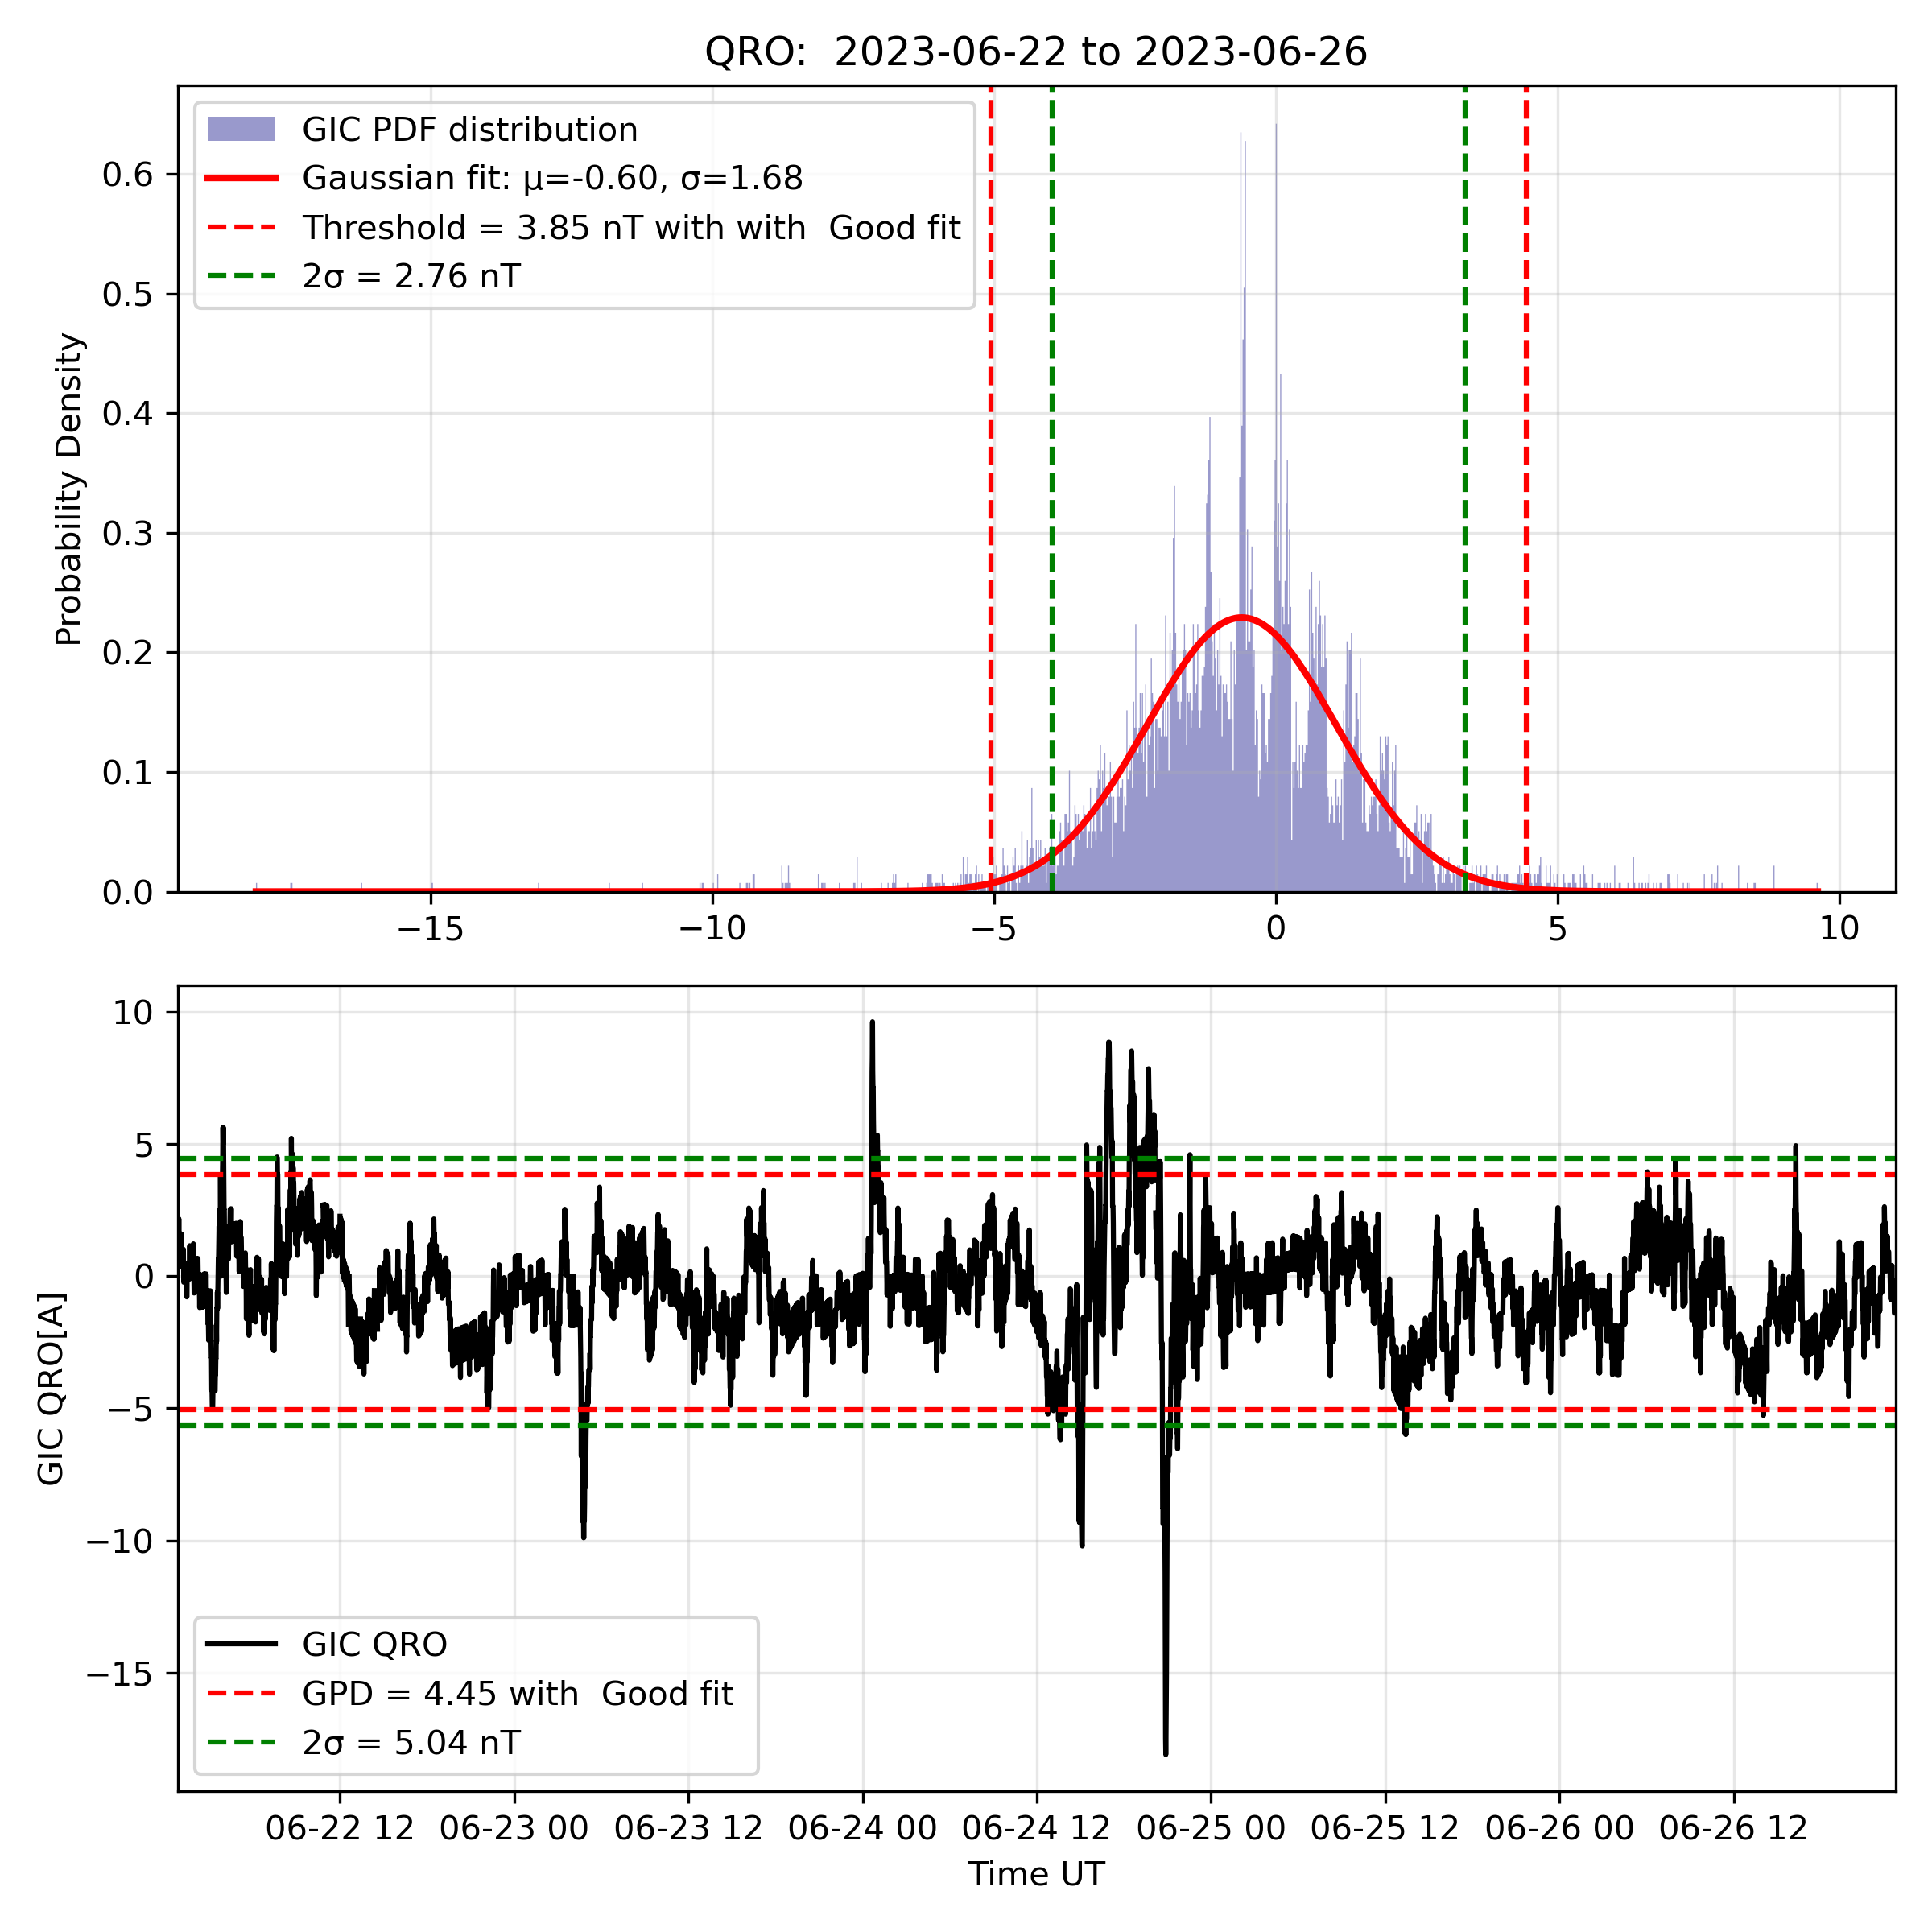 QRO:  2023-06-22 to 2023-06-26
GIC PDF distribution
Gaussian fit: μ=-0.60, σ=1.68
Threshold = 3.85 nT with with  Good fit
2σ = 2.76 nT
Probability Density
0.6
0.5
0.4
0.3
0.2
0.1
0.0
−15
−10
−5
0
5
10
GIC QRO[A]
10
5
0
−5
−10
−15
GIC QRO
GPD = 4.45 with  Good fit
2σ = 5.04 nT
06-22 12
06-23 00
06-23 12
06-24 00
06-24 12
06-25 00
06-25 12
06-26 00
06-26 12
Time UT